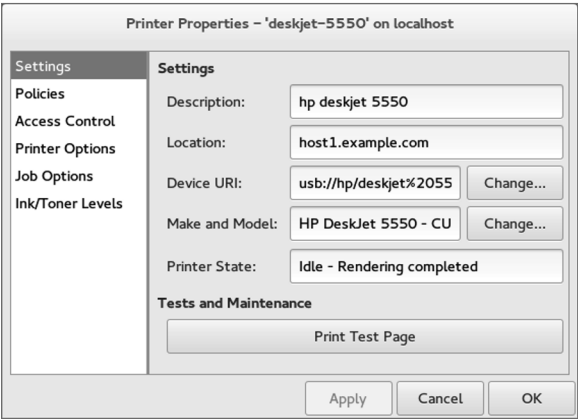 Printer Properties – 'deskjet-5550' on localhost
Settings
Policies
Access Control
Printer Options
Job Options
Ink/Toner Levels
Settings
Description: hp deskjet 5550
Location: host1.example.com
Device URI: usb://hp/deskjet%2055 Change...
Make and Model: HP DeskJet 5550 - CU Change...
Printer State: Idle - Rendering completed
Tests and Maintenance
Print Test Page
Apply Cancel OK